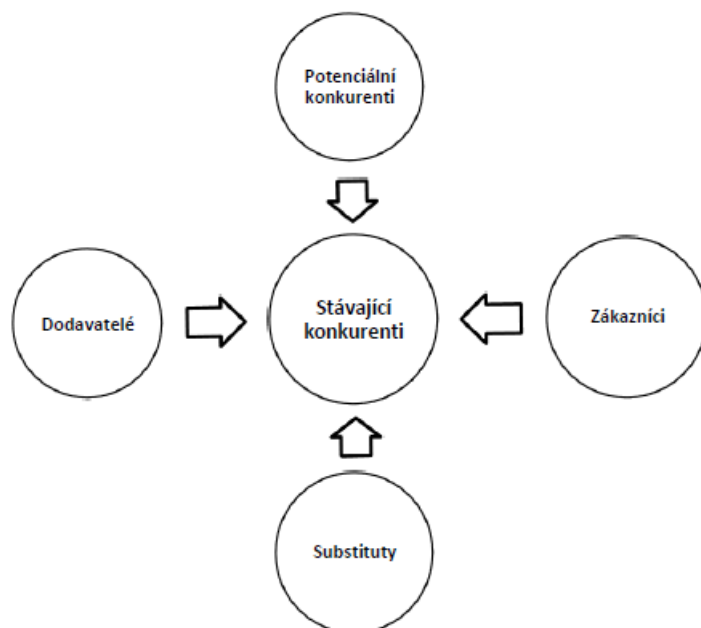 Potenciální
konkurenti
Dodavatelé
Stávající
konkurenti
Zákazníci
Substituty